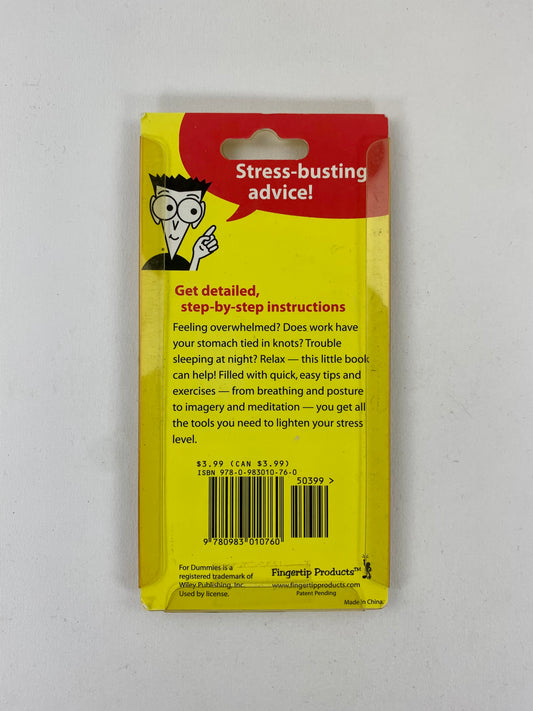 Stress-busting
advice!
Get detailed,
step-by-step instructions
Feeling overwhelmed? Does work have
your stomach tied in knots? Trouble
sleeping at night? Relax — this little book
can help! Filled with quick, easy tips and
exercises — from breathing and posture
to imagery and meditation — you get all
the tools you need to lighten your stress
level.
$3.99 (CAN $3.99)
ISBN 978-0-983010-76-0
50399 >
9 780983 010760
For Dummies is a
registered trademark of
Wiley Publishing, Inc.
Used by license.
Fingertip Products™
www.fingertipproducts.com
Patent Pending
Made in China.